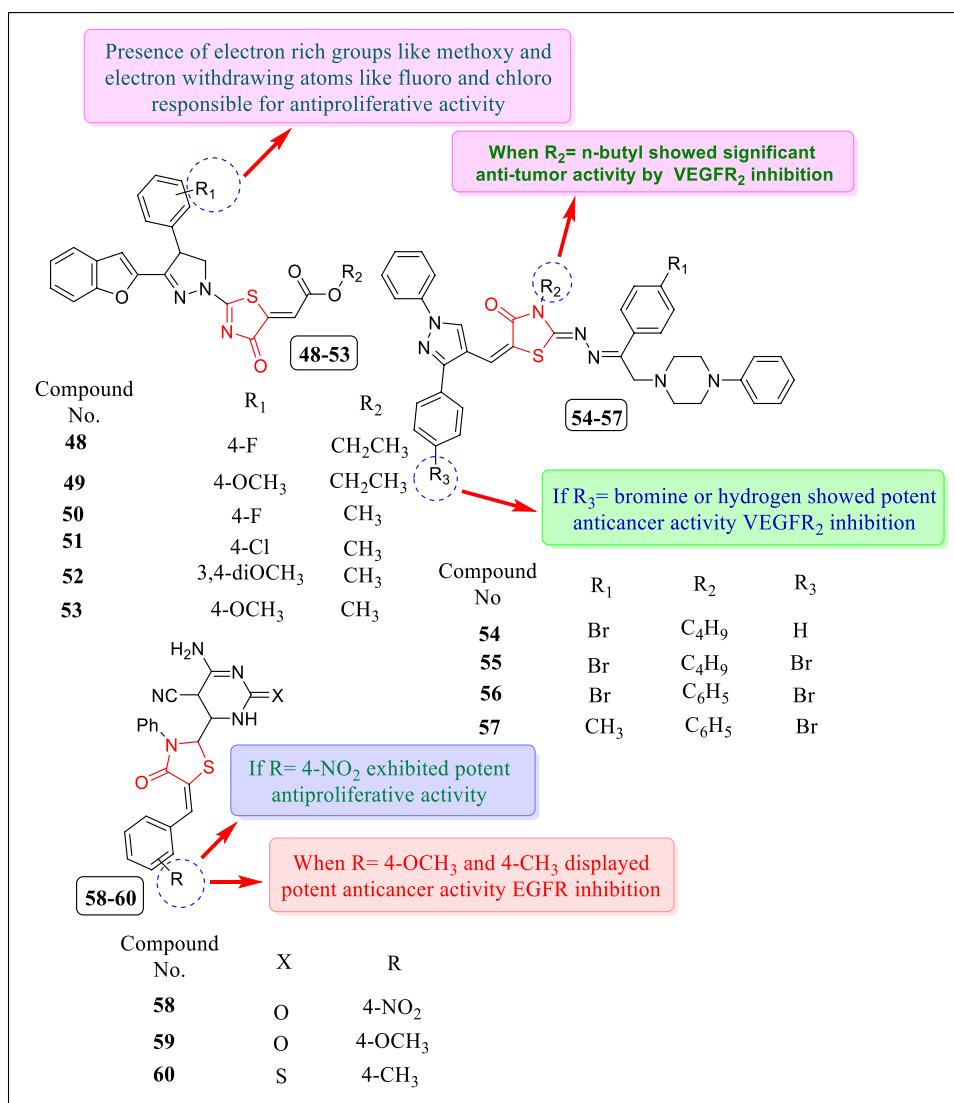 Presence of electron rich groups like methoxy and
electron withdrawing atoms like fluoro and chloro
responsible for antiproliferative activity
When R2= n-butyl showed significant
anti-tumor activity by VEGFR2 inhibition
R1
O
N
N
S
N
O
O
O
R2
48-53
R1
R2
O
N
N
N
S
N
N
N
N
R3
54-57
If R3= bromine or hydrogen showed potent
anticancer activity VEGFR2 inhibition
Compound No. R1 R2
48 4-F CH2CH3
49 4-OCH3 CH2CH3
50 4-F CH3
51 4-Cl CH3
52 3,4-diOCH3 CH3
53 4-OCH3 CH3
Compound No R1 R2 R3
54 Br C4H9 H
55 Br C4H9 Br
56 Br C6H5 Br
57 CH3 C6H5 Br
H2N
N
NC
X
NH
Ph
N
O
S
R
58-60
If R= 4-NO2 exhibited potent
antiproliferative activity
When R= 4-OCH3 and 4-CH3 displayed
potent anticancer activity EGFR inhibition
Compound No. X R
58 O 4-NO2
59 O 4-OCH3
60 S 4-CH3